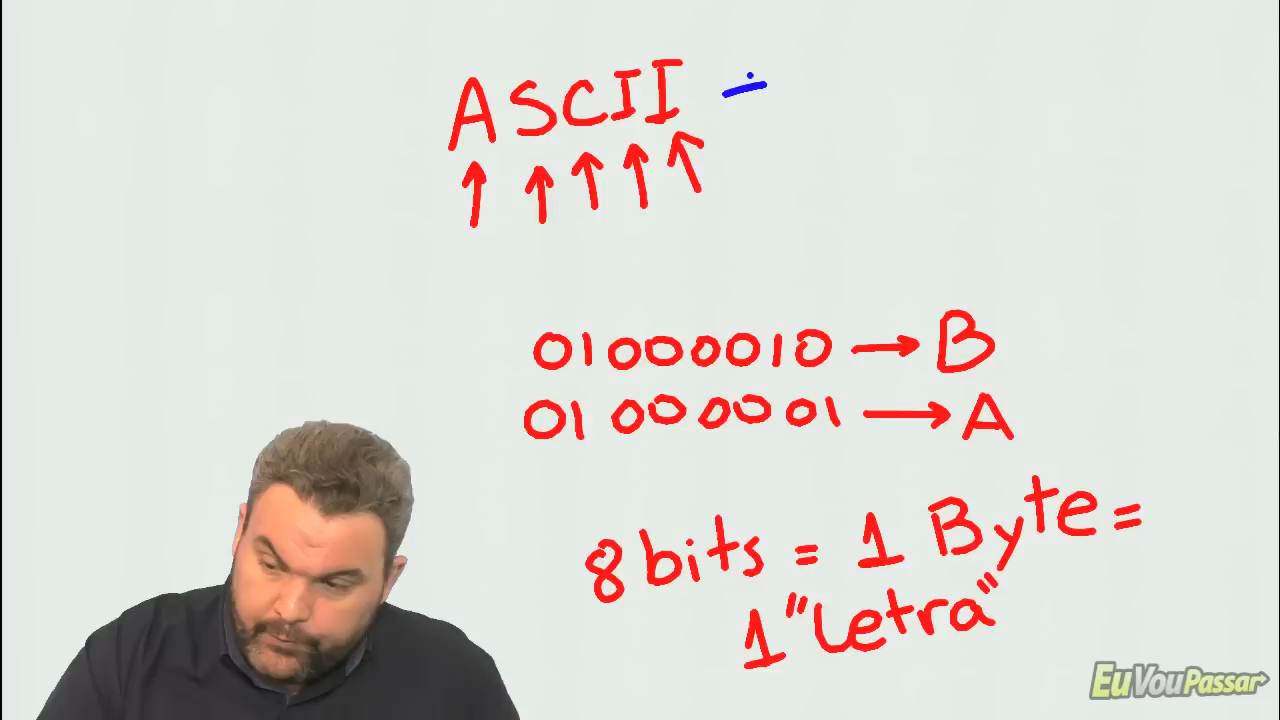 ASCII -
01000010 → B
01000001 → A
8 bits = 1 Byte =
1 "letra"
EuVouPassar